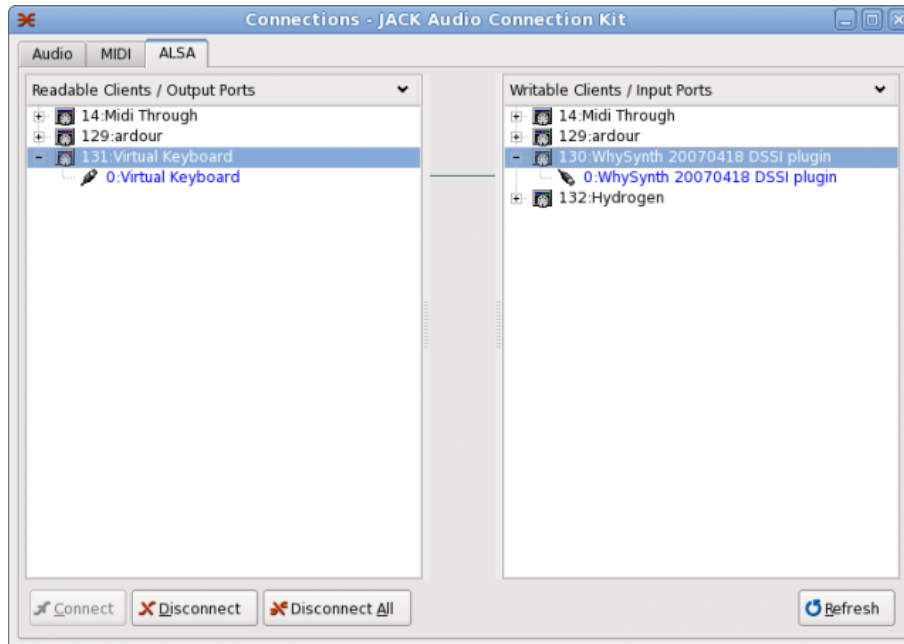 Connections - JACK Audio Connection Kit
Audio MIDI ALSA
Readable Clients / Output Ports
14:Midi Through
129:ardour
131:Virtual Keyboard
0:Virtual Keyboard
Writable Clients / Input Ports
14:Midi Through
129:ardour
130:WhySynth 20070418 DSSI plugin
0:WhySynth 20070418 DSSI plugin
132:Hydrogen
Connect Disconnect Disconnect All Refresh